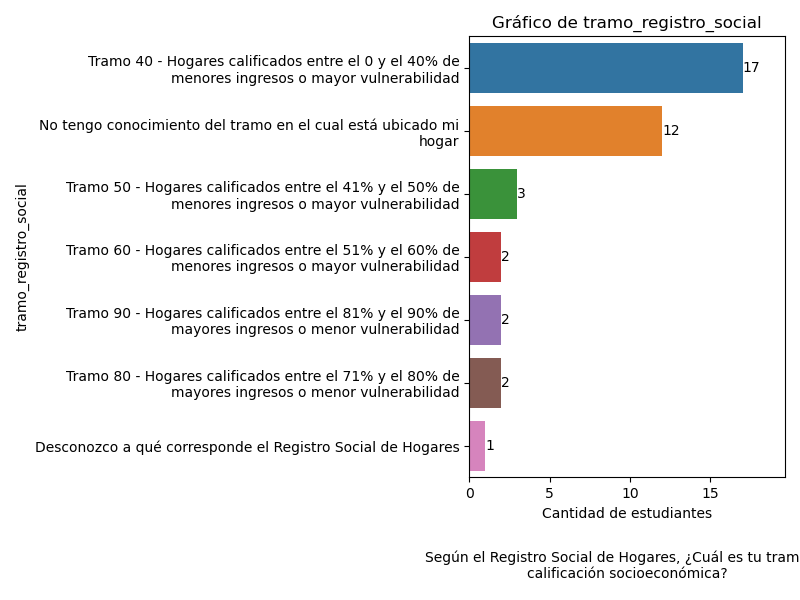 Gráfico de tramo_registro_social
Tramo 40 - Hogares calificados entre el 0 y el 40% de
menores ingresos o mayor vulnerabilidad
17
No tengo conocimiento del tramo en el cual está ubicado mi
hogar
12
Tramo 50 - Hogares calificados entre el 41% y el 50% de
menores ingresos o mayor vulnerabilidad
3
Tramo 60 - Hogares calificados entre el 51% y el 60% de
menores ingresos o mayor vulnerabilidad
2
Tramo 90 - Hogares calificados entre el 81% y el 90% de
mayores ingresos o menor vulnerabilidad
2
Tramo 80 - Hogares calificados entre el 71% y el 80% de
mayores ingresos o menor vulnerabilidad
2
Desconozco a qué corresponde el Registro Social de Hogares
1
tramo_registro_social
0 5 10 15
Cantidad de estudiantes
Según el Registro Social de Hogares, ¿Cuál es tu tram
calificación socioeconómica?